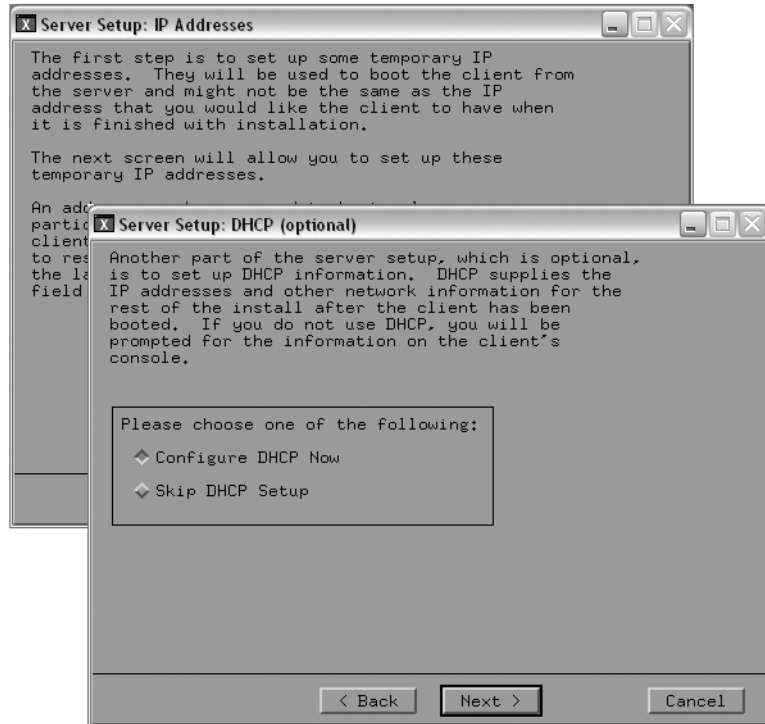 Server Setup: IP Addresses
The first step is to set up some temporary IP
addresses. They will be used to boot the client from
the server and might not be the same as the IP
address that you would like the client to have when
it is finished with installation.
The next screen will allow you to set up these
temporary IP addresses.
An
client
field
Server Setup: DHCP (optional)
Another part of the server setup, which is optional,
is to set up DHCP information. DHCP supplies the
IP addresses and other network information for the
rest of the install after the client has been
booted. If you do not use DHCP, you will be
prompted for the information on the client's
console.
Please choose one of the following:
Configure DHCP Now
Skip DHCP Setup
< Back
Next >
Cancel